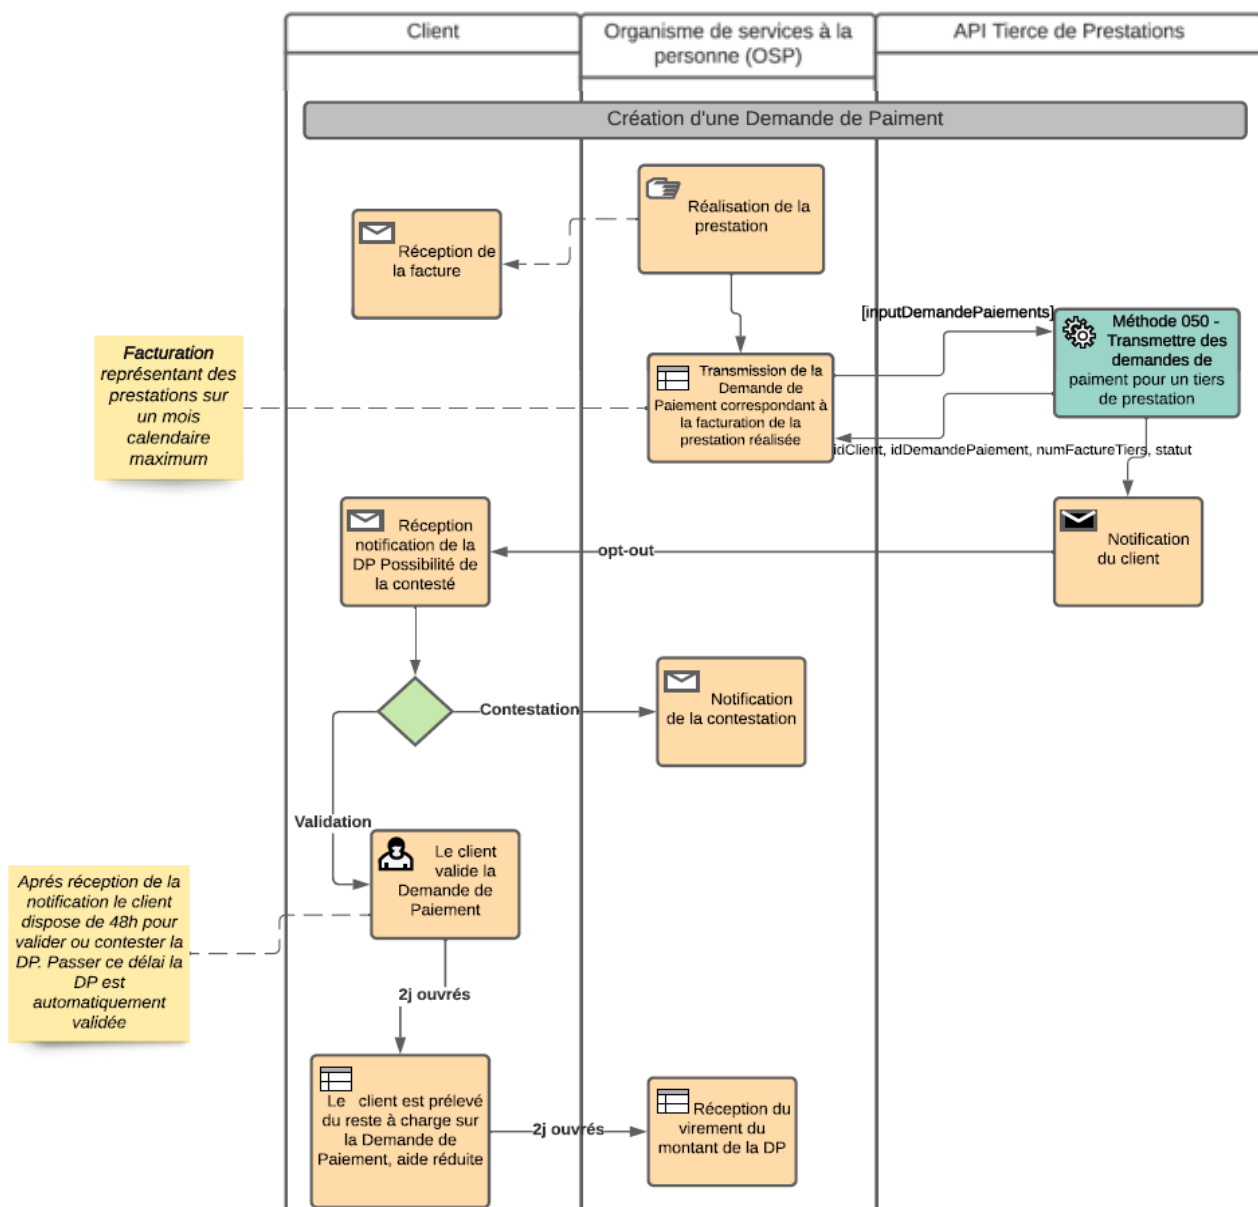 Client
Organisme de services à la
personne (OSP)
API Tierce de Prestations
Création d'une Demande de Paiment
Réalisation de la
prestation
Réception de
la facture
[inputDemandePaiements]
Méthode 050 -
Transmettre des
demandes de
paiment pour un tiers
de prestation
Facturation
représentant des
prestations sur
un mois
calendaire
maximum
Transmission de la
Demande de
Paiement correspondant à
la facturation de la
prestation réalisée
idClient, idDemandePaiement, numFactureTiers, statut
Réception
notification de la
DP Possibilité de
la contesté
opt-out
Notification
du client
Contestation
Notification
de la contestation
Validation
Le client
valide la
Demande de
Paiement
Aprés réception de la
notification le client
dispose de 48h pour
valider ou contester la
DP. Passer ce délai la
DP est
automatiquement
validée
2j ouvrés
Le client est prélevé
du reste à charge sur
la Demande de
Paiement, aide réduite
2j ouvrés
Réception du
virement du
montant de la DP